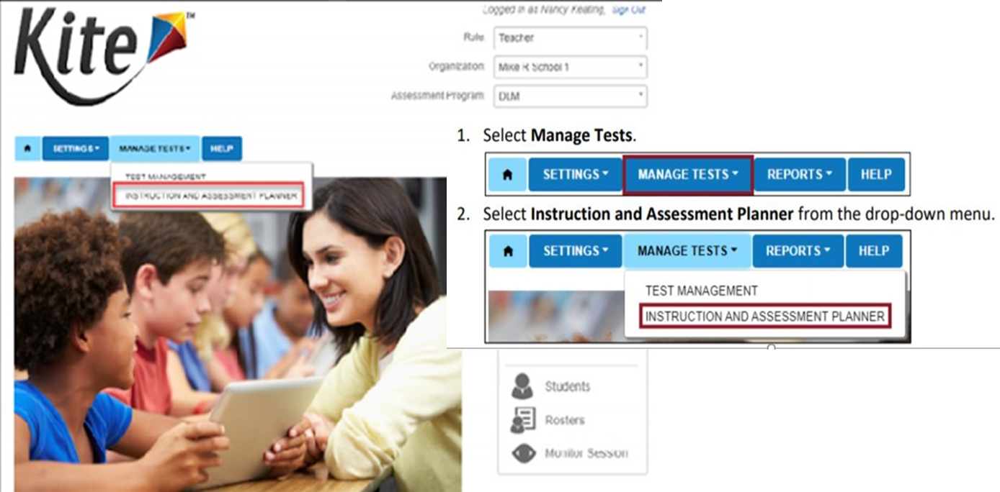 Kite™
Logged in as Nancy Keating, Sign Out
Role: Teacher
Organization: Mike R School 1
Assessment Program: DLM
SETTINGS MANAGE TESTS HELP
TEST MANAGEMENT
INSTRUCTION AND ASSESSMENT PLANNER
1. Select Manage Tests.
SETTINGS MANAGE TESTS REPORTS HELP
2. Select Instruction and Assessment Planner from the drop-down menu.
SETTINGS MANAGE TESTS REPORTS HELP
TEST MANAGEMENT
INSTRUCTION AND ASSESSMENT PLANNER
Students
Rosters
Monitor Session